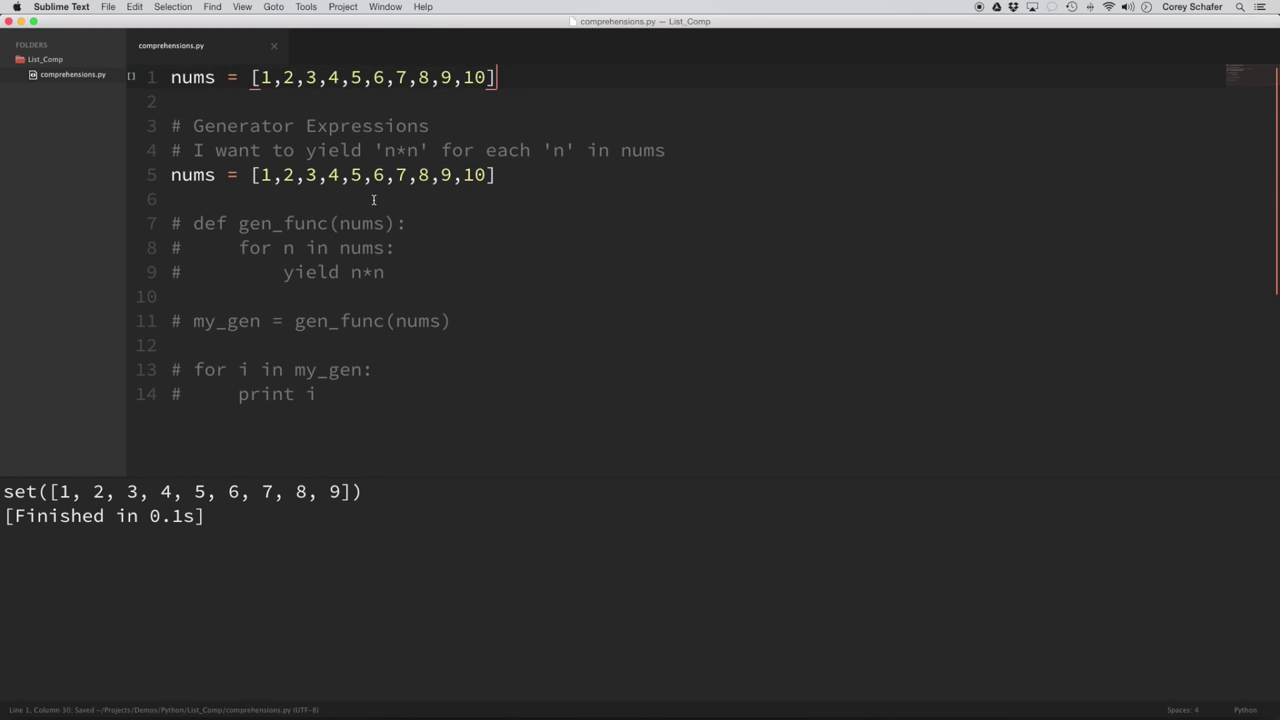 Sublime Text File Edit Selection Find View Goto Tools Project Window Help Corey Schafer
comprehensions.py — List_Comp
FOLDERS
List_Comp
comprehensions.py
comprehensions.py ×
[] 1 nums = [1,2,3,4,5,6,7,8,9,10]
2
3 # Generator Expressions
4 # I want to yield 'n*n' for each 'n' in nums
5 nums = [1,2,3,4,5,6,7,8,9,10]
6
7 # def gen_func(nums):
8 #     for n in nums:
9 #         yield n*n
10
11 # my_gen = gen_func(nums)
12
13 # for i in my_gen:
14 #     print i
set([1, 2, 3, 4, 5, 6, 7, 8, 9])
[Finished in 0.1s]
Line 1, Column 30; Saved ~/Projects/Demos/Python/List_Comp/comprehensions.py (UTF-8) Spaces: 4 Python